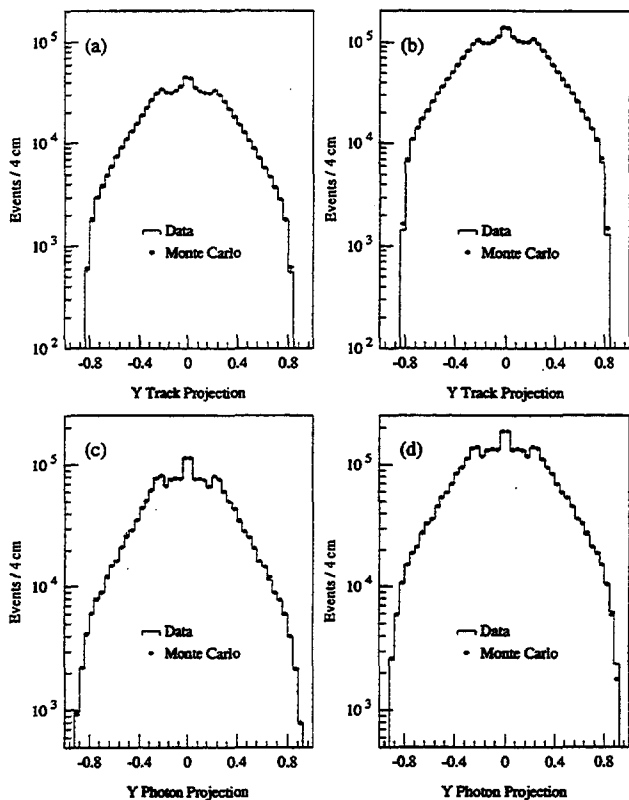 (a)
10^5
10^4
10^3
10^2
Events / 4 cm
Data
Monte Carlo
-0.8 -0.4 0 0.4 0.8
Y Track Projection
(b)
10^5
10^4
10^3
10^2
Events / 4 cm
Data
Monte Carlo
-0.8 -0.4 0 0.4 0.8
Y Track Projection
(c)
10^5
10^4
10^3
Events / 4 cm
Data
Monte Carlo
-0.8 -0.4 0 0.4 0.8
Y Photon Projection
(d)
10^5
10^4
10^3
Events / 4 cm
Data
Monte Carlo
-0.8 -0.4 0 0.4 0.8
Y Photon Projection